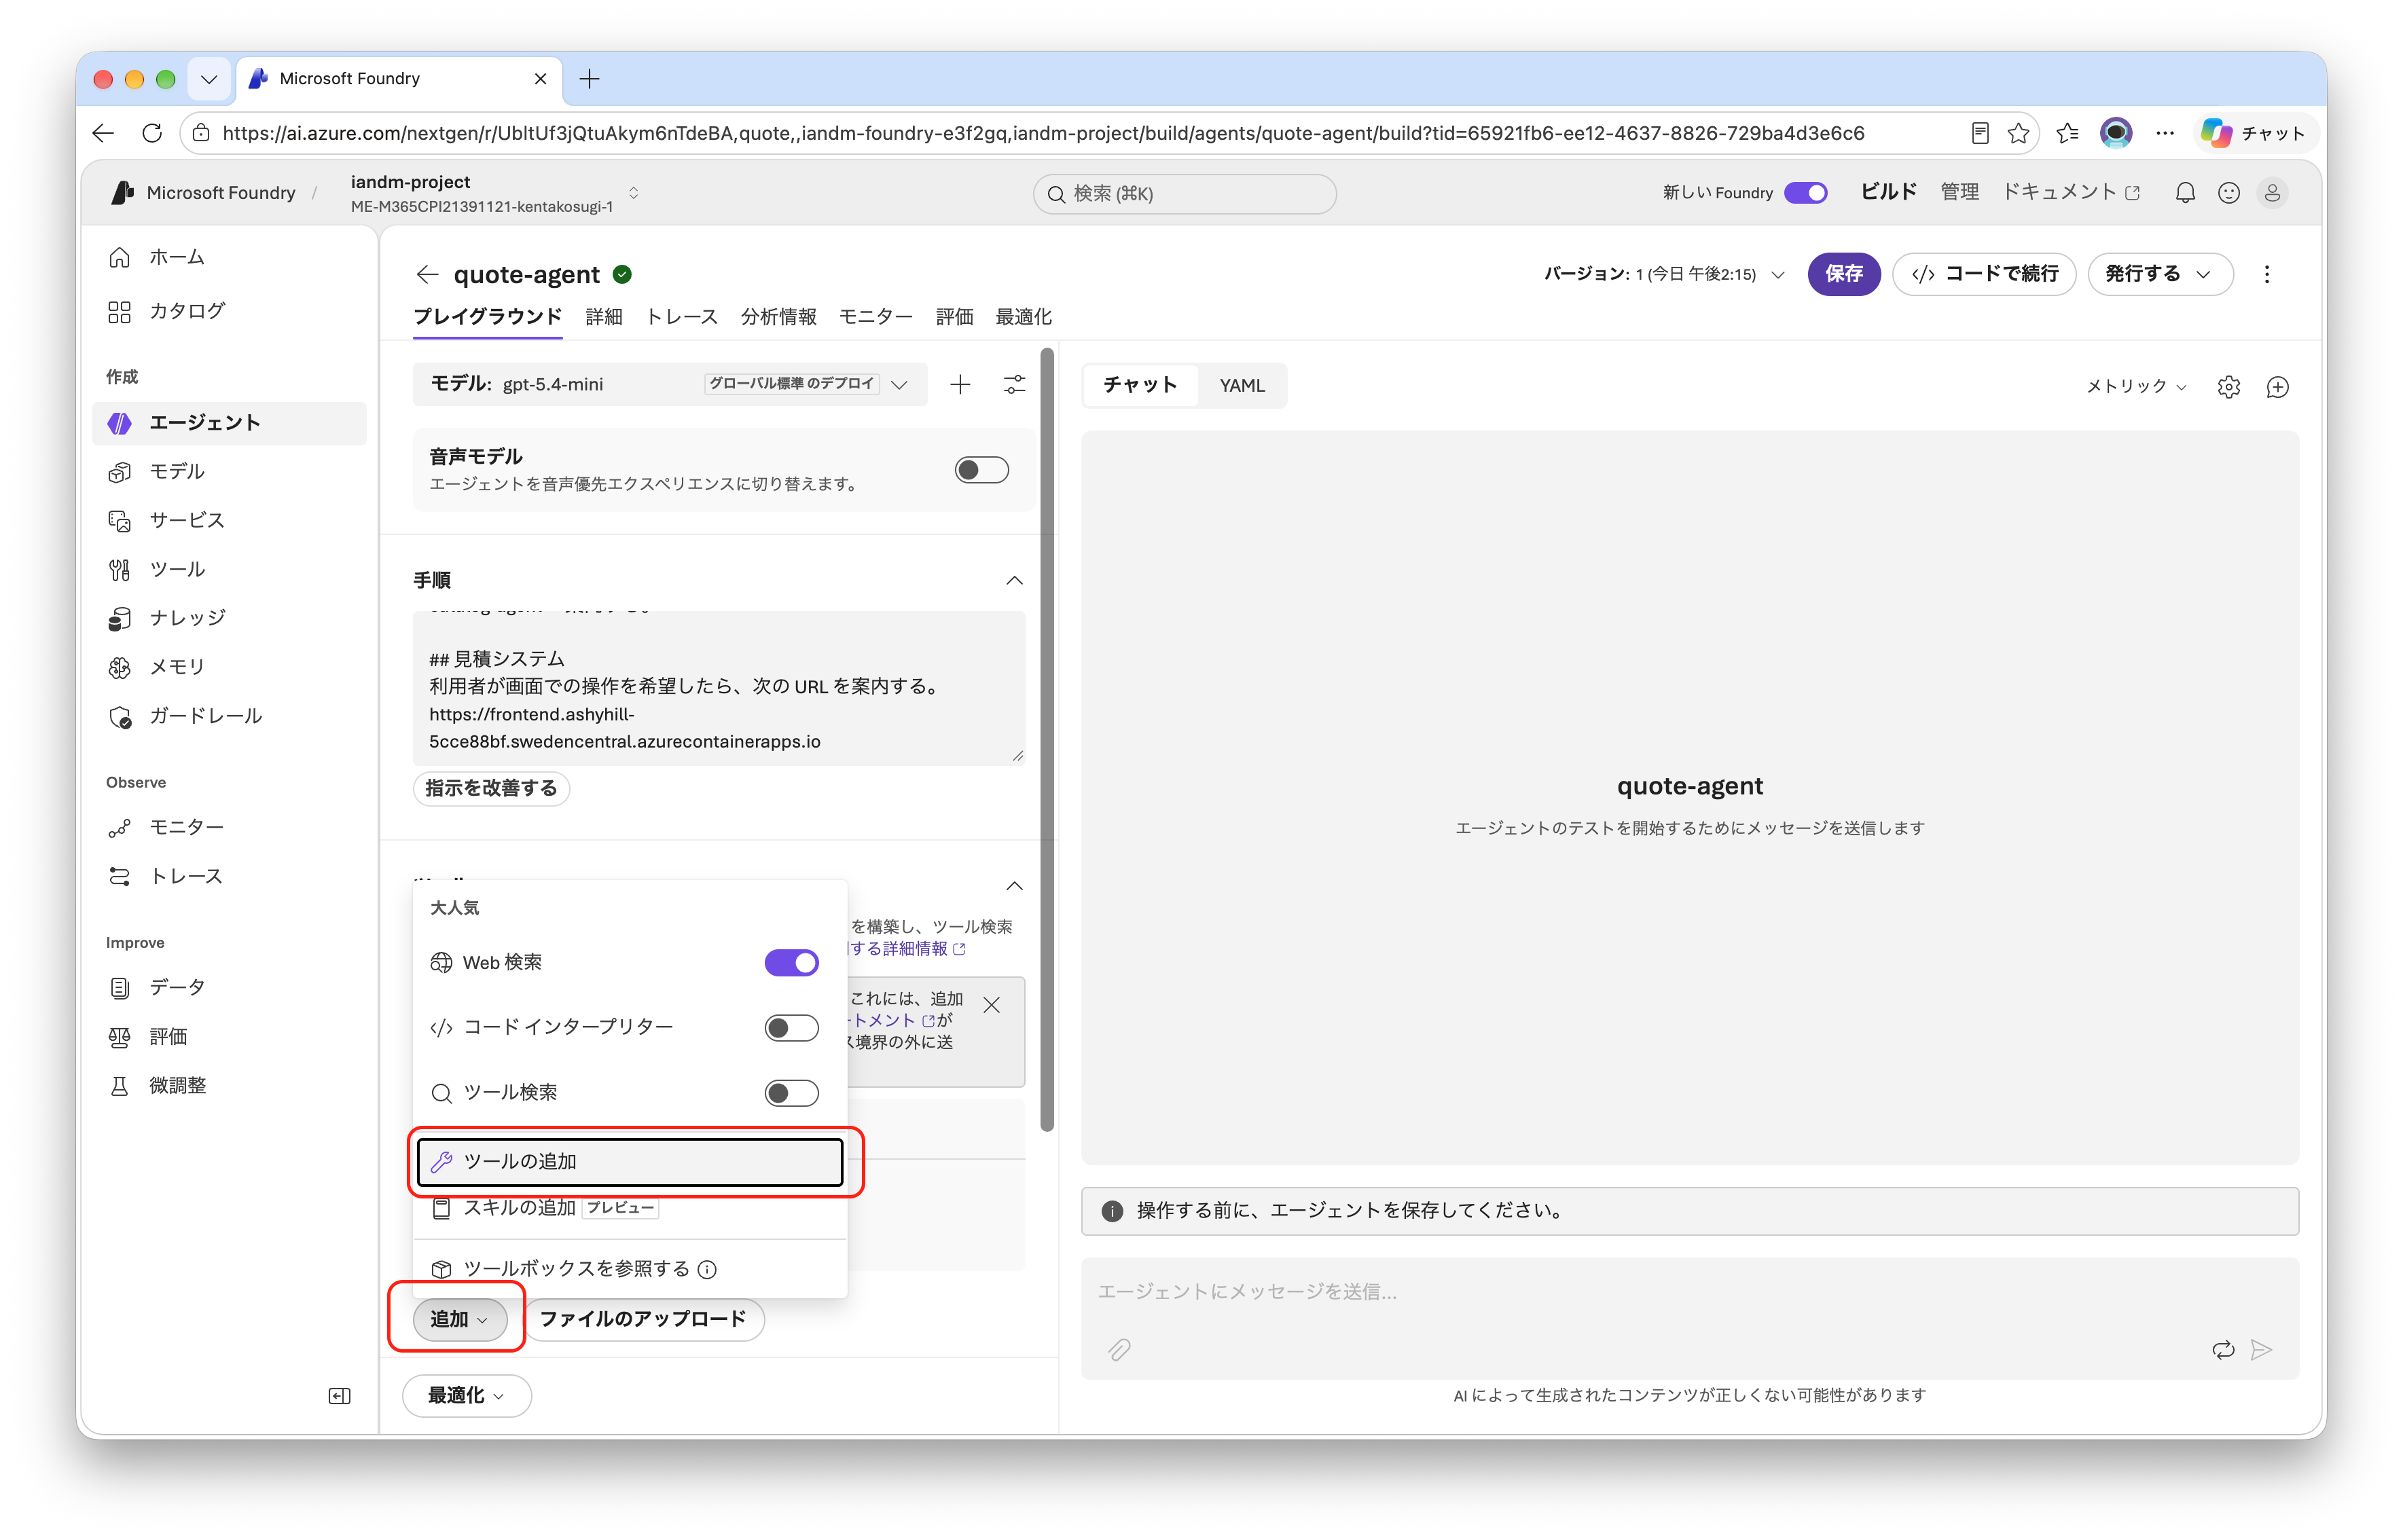 Microsoft Foundry
https://ai.azure.com/nextgen/r/UbltUf3jQtuAkym6nTdeBA,quote,,iandm-foundry-e3f2gq,iandm-project/build/agents/quote-agent/build?tid=65921fb6-ee12-4637-8826-729ba4d3e6c6
チャット
Microsoft Foundry / iandm-project
ME-M365CPI21391121-kentakosugi-1
検索 (⌘K)
新しい Foundry
ビルド
管理
ドキュメント
ホーム
カタログ
作成
エージェント
モデル
サービス
ツール
ナレッジ
メモリ
ガードレール
Observe
モニター
トレース
Improve
データ
評価
微調整
quote-agent
バージョン: 1 (今日 午後2:15)
保存
コードで続行
発行する
プレイグラウンド 詳細 トレース 分析情報 モニター 評価 最適化
モデル: gpt-5.4-mini グローバル標準 のデプロイ
音声モデル
エージェントを音声優先エクスペリエンスに切り替えます。
手順
## 見積システム
利用者が画面での操作を希望したら、次の URL を案内する。
https://frontend.ashyhill-
5cce88bf.swedencentral.azurecontainerapps.io
指示を改善する
を構築し、ツール検索
する詳細情報
これには、追加
ートメント が
境界の外に送
大人気
Web 検索
コード インタープリター
ツール検索
ツールの追加
スキルの追加 プレビュー
ツールボックスを参照する
追加
ファイルのアップロード
最適化
チャット YAML
メトリック
quote-agent
エージェントのテストを開始するためにメッセージを送信します
操作する前に、エージェントを保存してください。
エージェントにメッセージを送信...
AI によって生成されたコンテンツが正しくない可能性があります